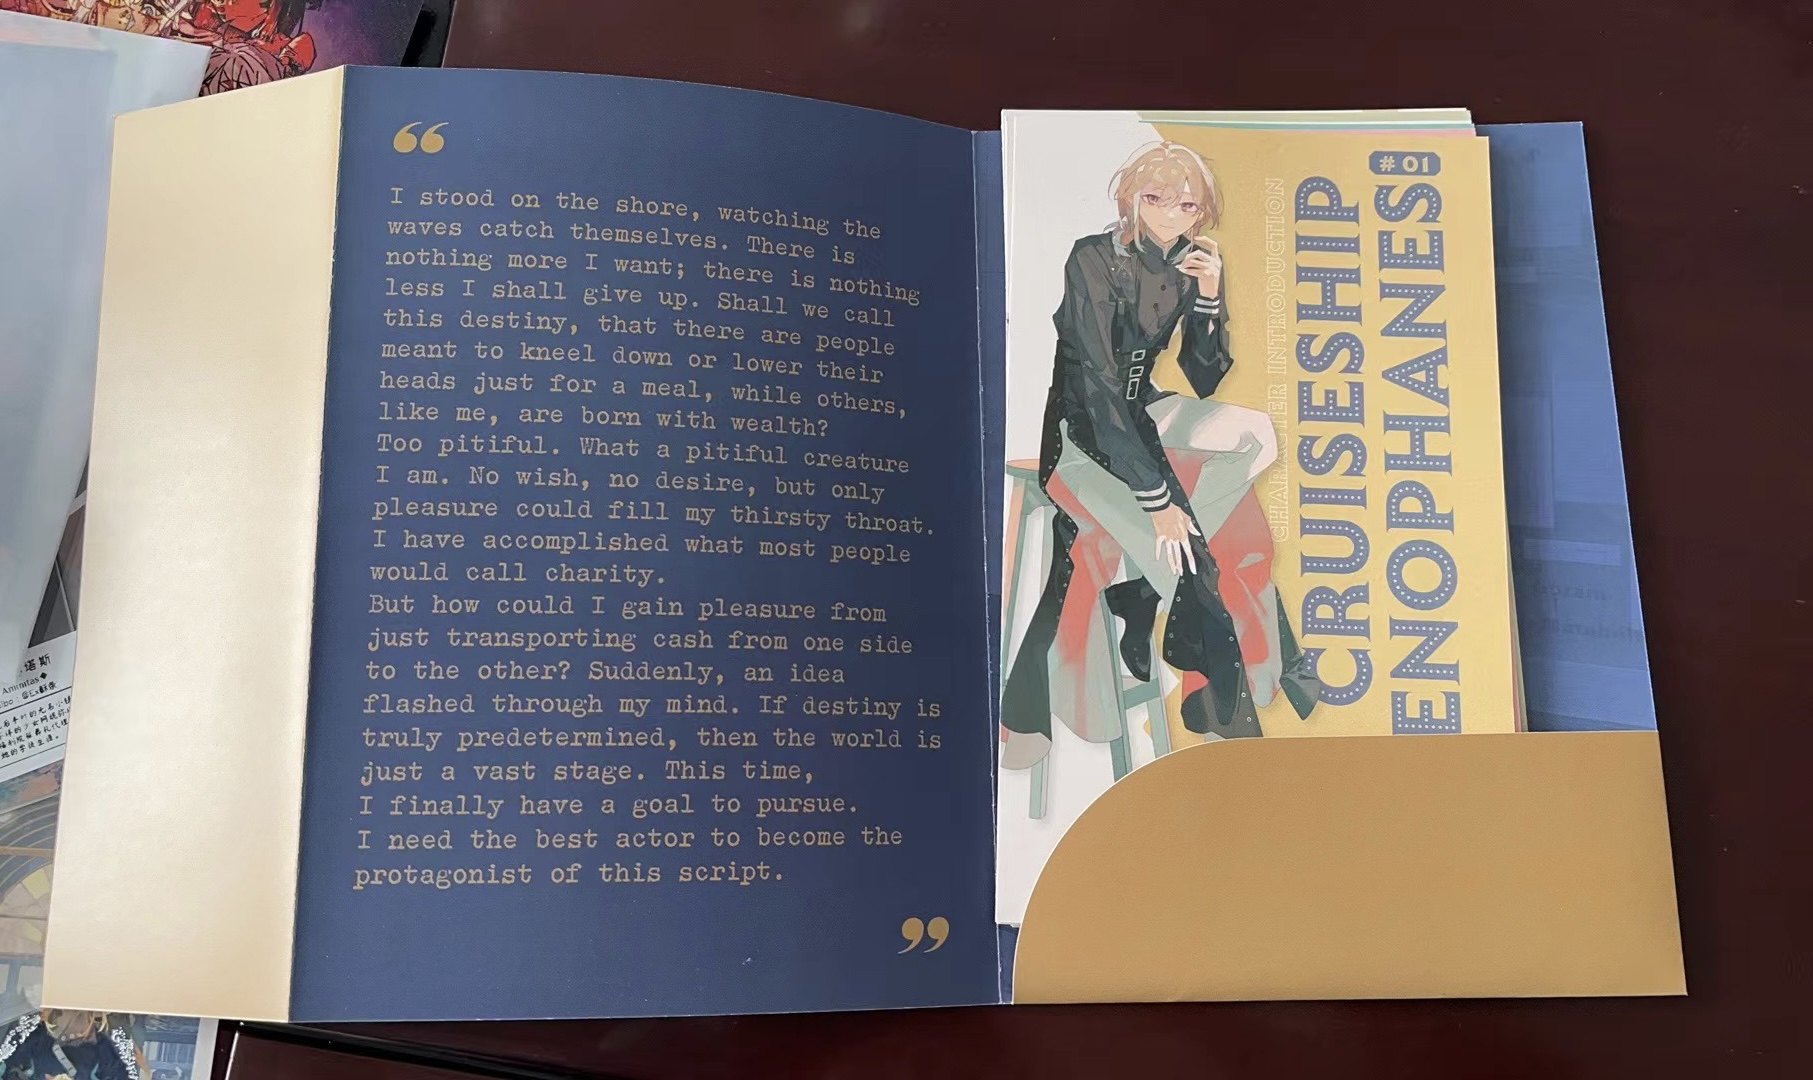 “
I stood on the shore, watching the
waves catch themselves. There is
nothing more I want; there is nothing
less I shall give up. Shall we call
this destiny, that there are people
meant to kneel down or lower their
heads just for a meal, while others,
like me, are born with wealth?
Too pitiful. What a pitiful creature
I am. No wish, no desire, but only
pleasure could fill my thirsty throat.
I have accomplished what most people
would call charity.
But how could I gain pleasure from
just transporting cash from one side
to the other? Suddenly, an idea
flashed through my mind. If destiny is
truly predetermined, then the world is
just a vast stage. This time,
I finally have a goal to pursue.
I need the best actor to become the
protagonist of this script.
”
#01
CRUISESHIP
ENOPHANES
CHARACTER INTRODUCTION
塔斯
Animitas